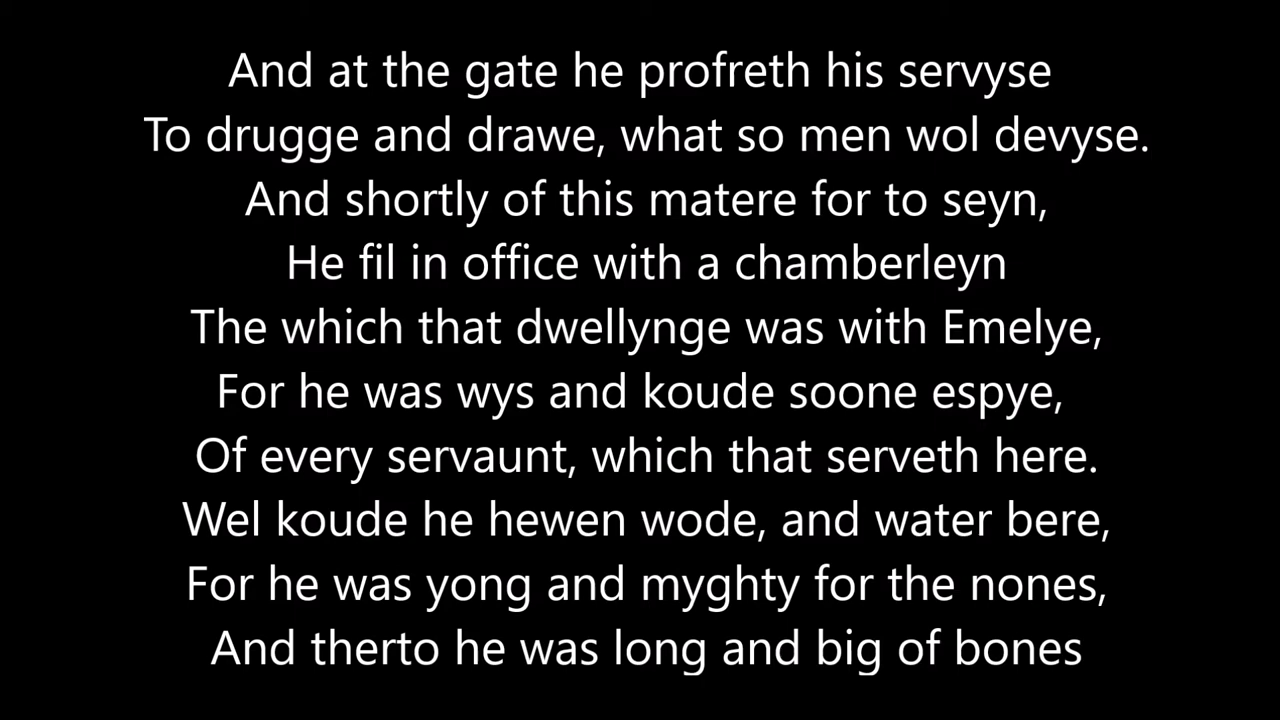 And at the gate he profreth his servyse
To drugge and drawe, what so men wol devyse.
And shortly of this matere for to seyn,
He fil in office with a chamberleyn
The which that dwellynge was with Emelye,
For he was wys and koude soone espye,
Of every servaunt, which that serveth here.
Wel koude he hewen wode, and water bere,
For he was yong and myghty for the nones,
And therto he was long and big of bones